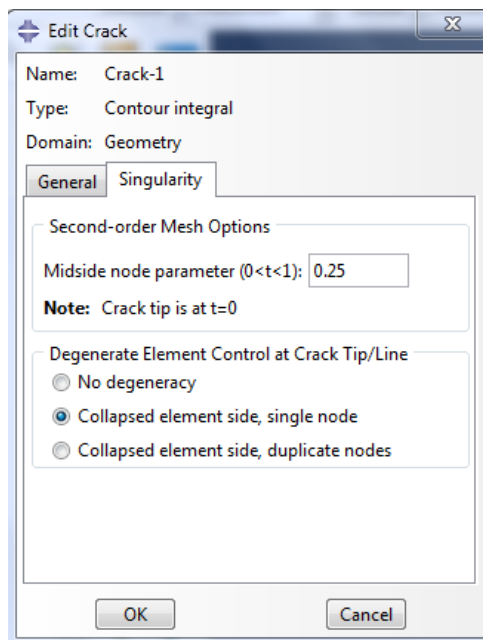 Edit Crack
Name: Crack-1
Type: Contour integral
Domain: Geometry
General Singularity
Second-order Mesh Options
Midside node parameter (0<t<1): 0.25
Note: Crack tip is at t=0
Degenerate Element Control at Crack Tip/Line
No degeneracy
Collapsed element side, single node
Collapsed element side, duplicate nodes
OK Cancel